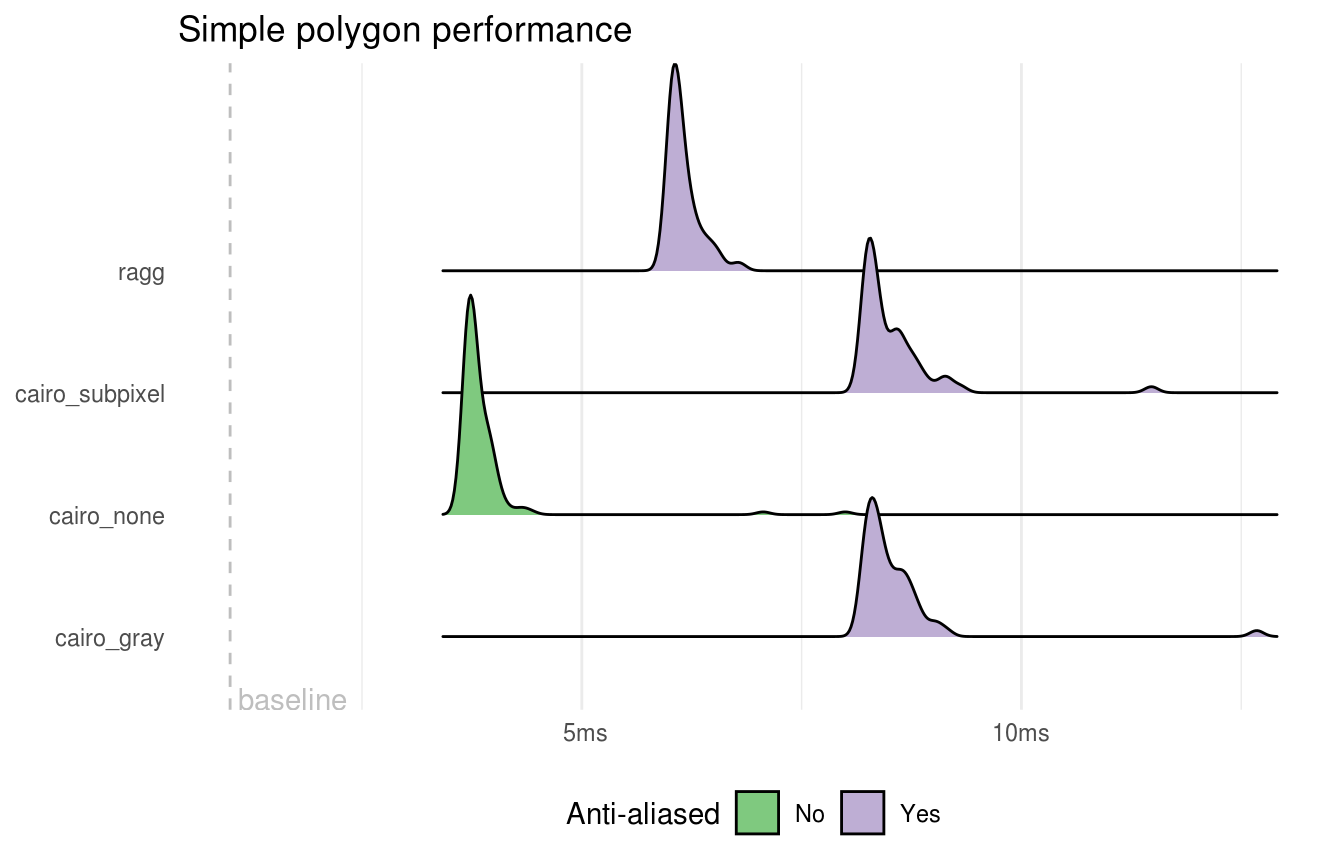 Simple polygon performance
ragg
cairo_subpixel
cairo_none
cairo_gray
baseline
5ms 10ms
Anti-aliased No Yes